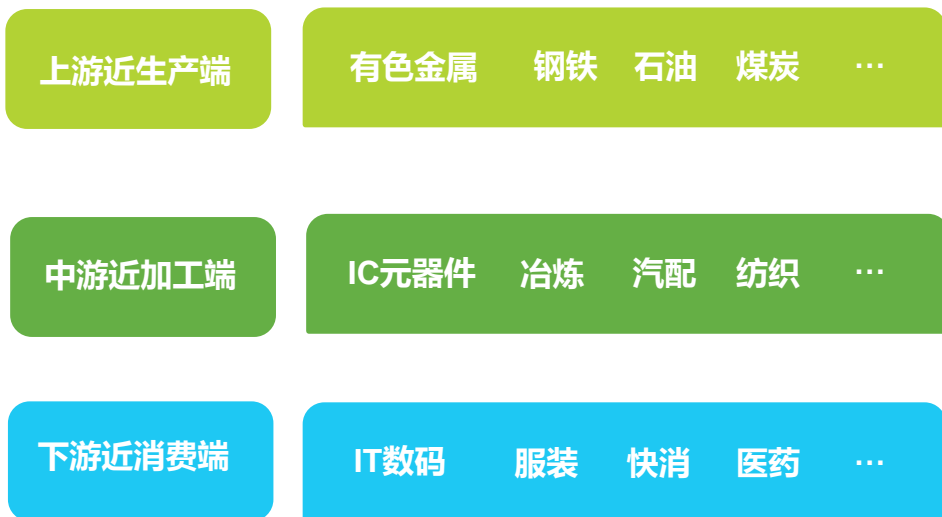 上游近生产端
有色金属 钢铁 石油 煤炭 …
中游近加工端
IC元器件 冶炼 汽配 纺织 …
下游近消费端
IT数码 服装 快消 医药 …